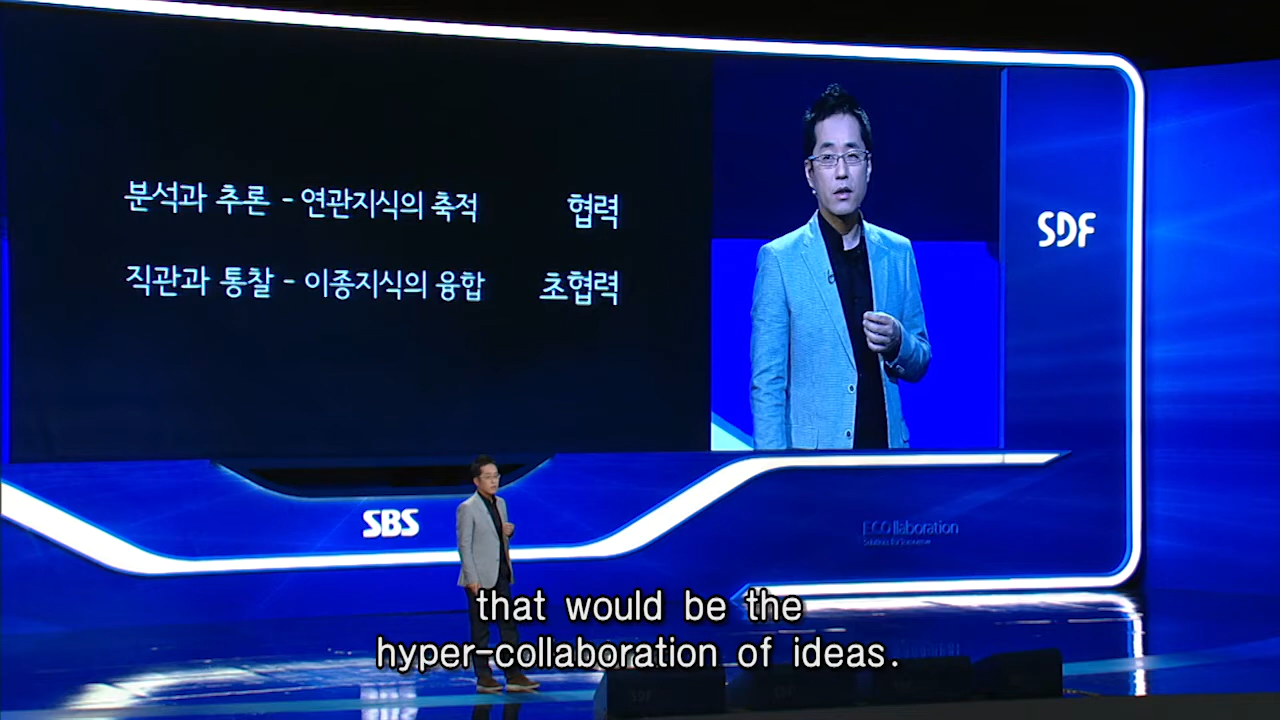 분석과 추론 - 연관지식의 축적 협력
직관과 통찰 - 이종지식의 융합 초협력
SDF
SBS
ECOllaboration
that would be the
hyper-collaboration of ideas.
SDF
SDF